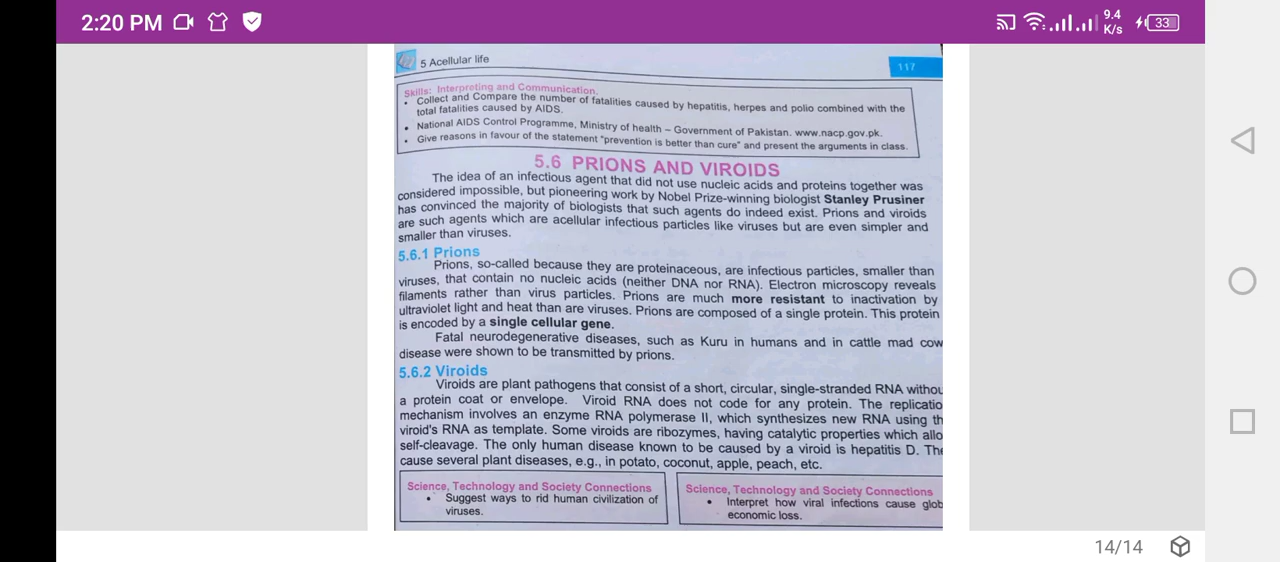 2:20 PM
9.4
K/s
33
5 Acellular life
117
Skills: Interpreting and Communication.
• Collect and Compare the number of fatalities caused by hepatitis, herpes and polio combined with the
total fatalities caused by AIDS.
• National AIDS Control Programme, Ministry of health – Government of Pakistan. www.nacp.gov.pk.
• Give reasons in favour of the statement "prevention is better than cure" and present the arguments in class.
5.6 PRIONS AND VIROIDS
The idea of an infectious agent that did not use nucleic acids and proteins together was
considered impossible, but pioneering work by Nobel Prize-winning biologist Stanley Prusiner
has convinced the majority of biologists that such agents do indeed exist. Prions and viroids
are such agents which are acellular infectious particles like viruses but are even simpler and
smaller than viruses.
5.6.1 Prions
Prions, so-called because they are proteinaceous, are infectious particles, smaller than
viruses, that contain no nucleic acids (neither DNA nor RNA). Electron microscopy reveals
filaments rather than virus particles. Prions are much more resistant to inactivation by
ultraviolet light and heat than are viruses. Prions are composed of a single protein. This protein
is encoded by a single cellular gene.
Fatal neurodegenerative diseases, such as Kuru in humans and in cattle mad cow
disease were shown to be transmitted by prions.
5.6.2 Viroids
Viroids are plant pathogens that consist of a short, circular, single-stranded RNA withou
a protein coat or envelope. Viroid RNA does not code for any protein. The replicatio
mechanism involves an enzyme RNA polymerase II, which synthesizes new RNA using th
viroid's RNA as template. Some viroids are ribozymes, having catalytic properties which allo
self-cleavage. The only human disease known to be caused by a viroid is hepatitis D. The
cause several plant diseases, e.g., in potato, coconut, apple, peach, etc.
Science, Technology and Society Connections
• Suggest ways to rid human civilization of
viruses.
Science, Technology and Society Connections
• Interpret how viral infections cause glob
economic loss.
14/14